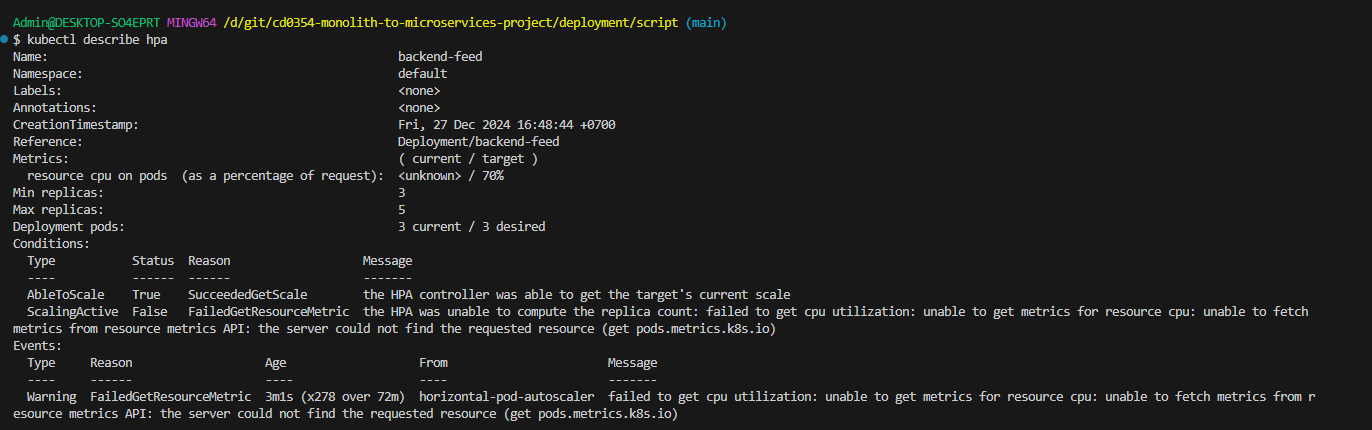 Admin@DESKTOP-SO4EPRT MINGW64 /d/git/cd0354-monolith-to-microservices-project/deployment/script (main)
$ kubectl describe hpa
Name:                                                  backend-feed
Namespace:                                             default
Labels:                                                <none>
Annotations:                                           <none>
CreationTimestamp:                                     Fri, 27 Dec 2024 16:48:44 +0700
Reference:                                             Deployment/backend-feed
Metrics:                                               ( current / target )
  resource cpu on pods  (as a percentage of request):  <unknown> / 70%
Min replicas:                                          3
Max replicas:                                          5
Deployment pods:                                       3 current / 3 desired
Conditions:
  Type           Status  Reason                   Message
  ----           ------  ------                   -------
  AbleToScale    True    SucceededGetScale        the HPA controller was able to get the target's current scale
  ScalingActive  False   FailedGetResourceMetric  the HPA was unable to compute the replica count: failed to get cpu utilization: unable to get metrics for resource cpu: unable to fetch
metrics from resource metrics API: the server could not find the requested resource (get pods.metrics.k8s.io)
Events:
  Type     Reason                   Age                   From                       Message
  ----     ------                   ----                  ----                       -------
  Warning  FailedGetResourceMetric  3m1s (x278 over 72m)  horizontal-pod-autoscaler  failed to get cpu utilization: unable to get metrics for resource cpu: unable to fetch metrics from r
esource metrics API: the server could not find the requested resource (get pods.metrics.k8s.io)